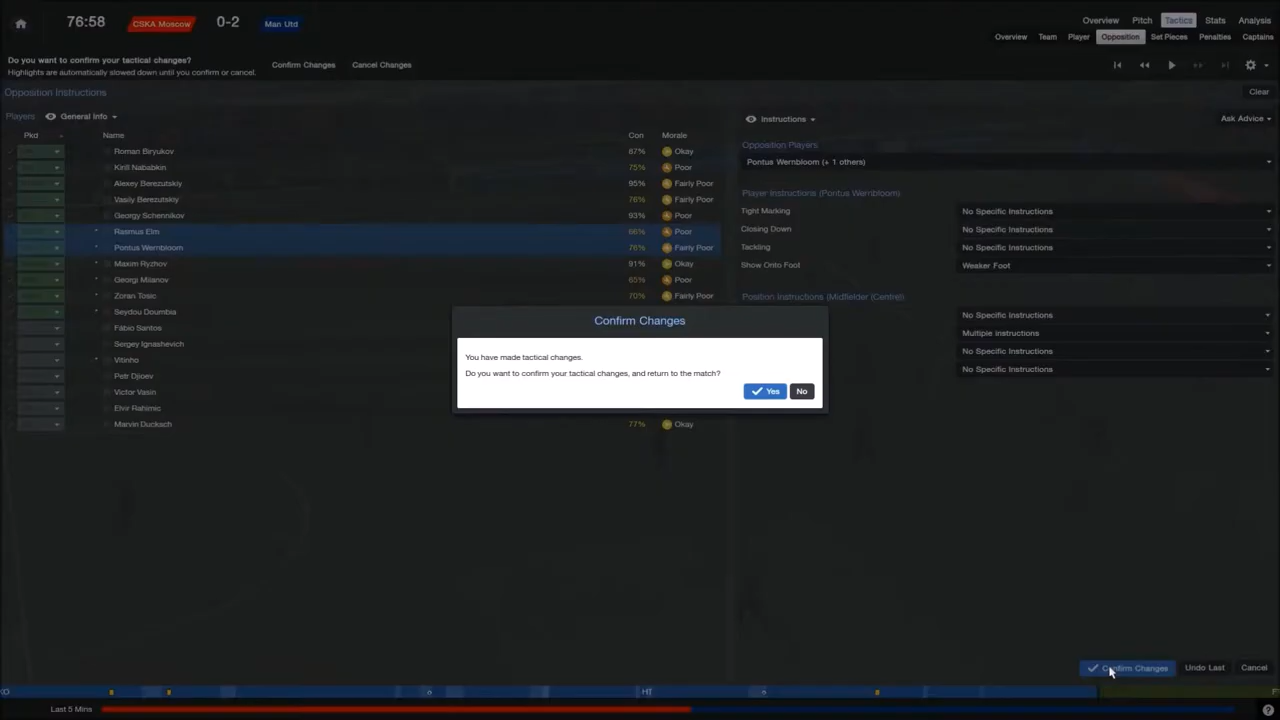 76:58 CSKA Moscow 0-2 Man Utd
Overview Pitch Tactics Stats Analysis
Overview Team Player Opposition Set Pieces Penalties Captains
Do you want to confirm your tactical changes?
Highlights are automatically slowed down until you confirm or cancel.
Confirm Changes Cancel Changes
Opposition Instructions Clear
Players General Info
Instructions Ask Advice
Pkd Name Con Morale
Roman Biryukov 87% Okay
Kirill Nababkin 75% Poor
Alexey Berezutskiy 95% Fairly Poor
Vasily Berezutskiy 76% Fairly Poor
Georgy Schennikov 93% Poor
Rasmus Elm 66% Poor
Pontus Wernbloom 76% Fairly Poor
Maxim Ryzhov 91% Okay
Georgi Milanov 65% Poor
Zoran Tosic 70% Fairly Poor
Seydou Doumbia
Fábio Santos
Sergey Ignashevich
Vitinho
Petr Djoev
Victor Vasin
Elvir Rahimic
Marvin Ducksch 77% Okay
Opposition Players
Pontus Wernbloom (+ 1 others)
Player Instructions (Pontus Wernbloom)
Tight Marking No Specific Instructions
Closing Down No Specific Instructions
Tackling No Specific Instructions
Show Onto Foot Weaker Foot
Position Instructions (Midfielder (Centre))
No Specific Instructions
Multiple instructions
No Specific Instructions
No Specific Instructions
Confirm Changes
You have made tactical changes.
Do you want to confirm your tactical changes, and return to the match?
Yes No
Confirm Changes Undo Last Cancel
HT
Last 5 Mins